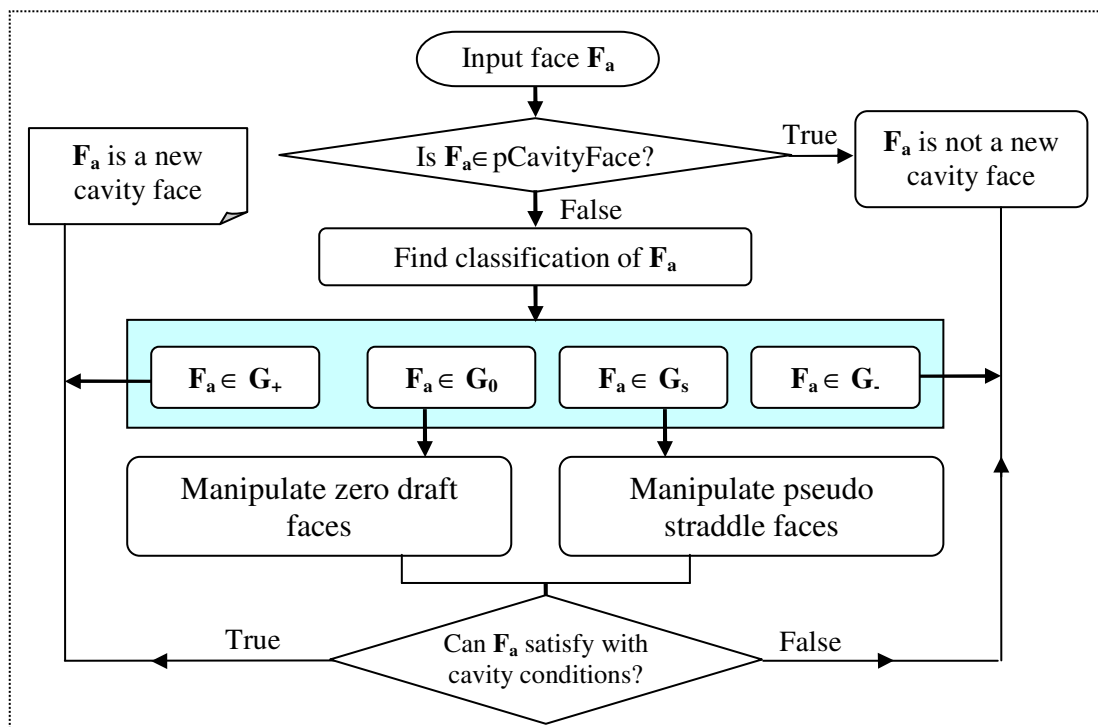 Input face Fa
Fa is a new
cavity face
Is Fa∈pCavityFace?
True
Fa is not a new
cavity face
False
Find classification of Fa
Fa∈ G+
Fa∈ G0
Fa∈ Gs
Fa∈ G-
Manipulate zero draft
faces
Manipulate pseudo
straddle faces
True
Can Fa satisfy with
cavity conditions?
False